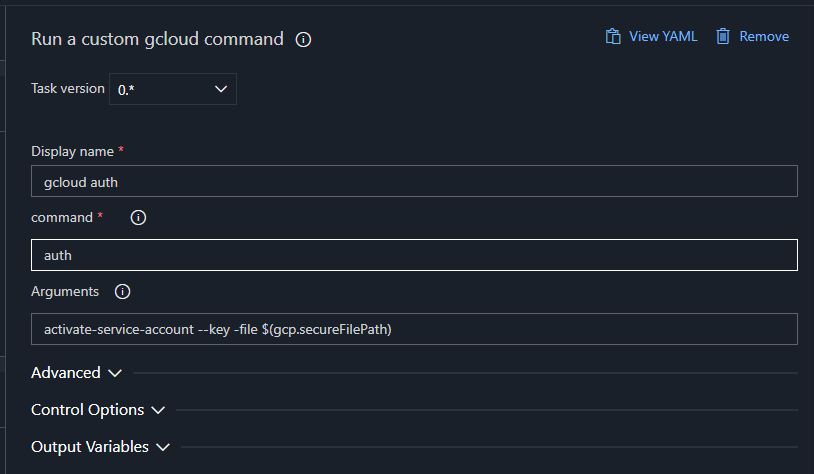 Run a custom gcloud command
View YAML
Remove
Task version 0.*
Display name *
gcloud auth
command *
auth
Arguments
activate-service-account --key -file $(gcp.secureFilePath)
Advanced
Control Options
Output Variables